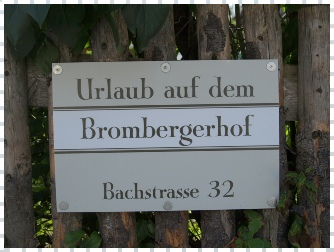 Urlaub auf dem
Brombergerhof
Bachstrasse 32